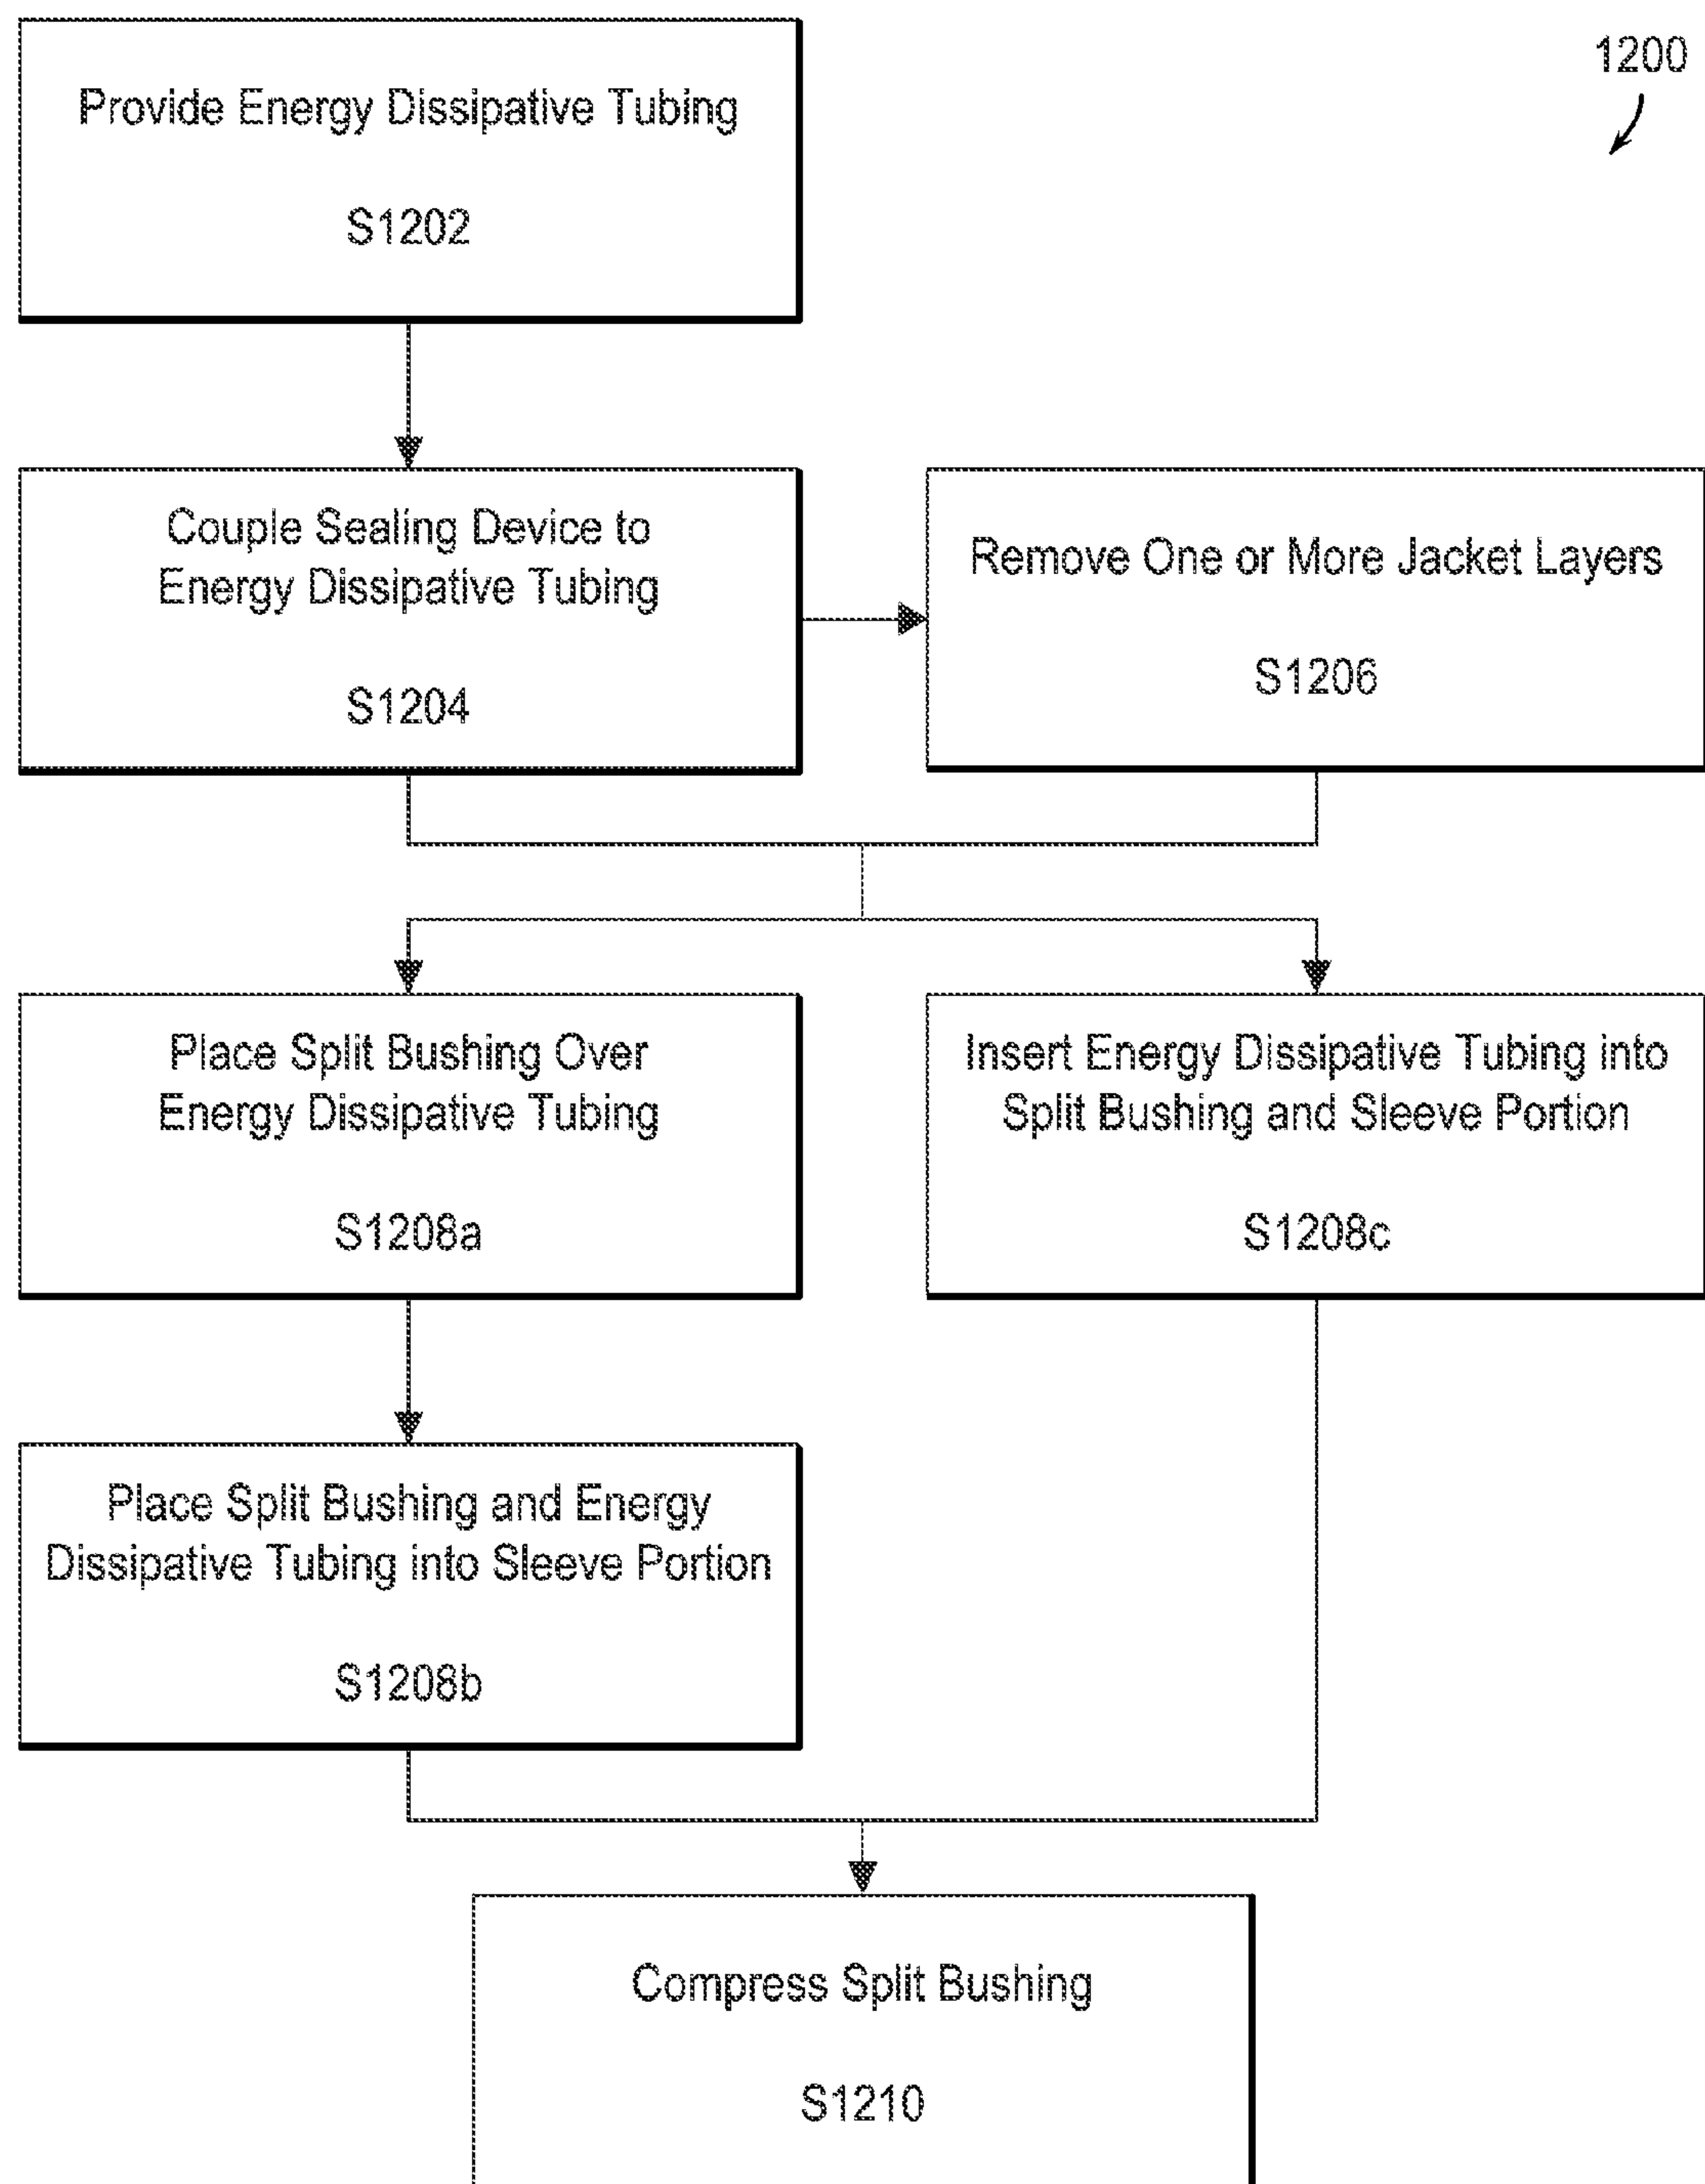 1200
Provide Energy Dissipative Tubing
S1202
Couple Sealing Device to
Energy Dissipative Tubing
S1204
Remove One or More Jacket Layers
S1206
Place Split Bushing Over
Energy Dissipative Tubing
S1208a
Insert Energy Dissipative Tubing into
Split Bushing and Sleeve Portion
S1208c
Place Split Bushing and Energy
Dissipative Tubing into Sleeve Portion
S1208b
Compress Split Bushing
S1210